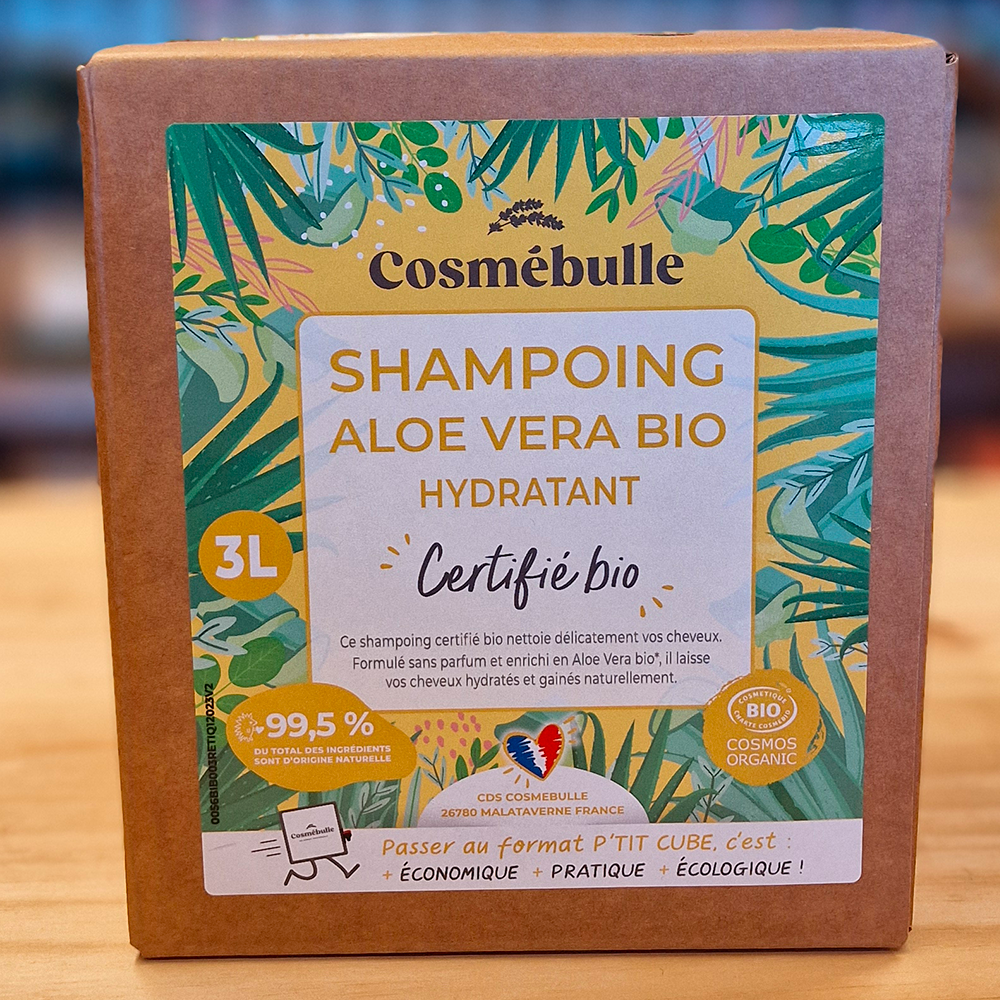 Cosmébulle
SHAMPOING
ALOE VERA BIO
HYDRATANT
3L
Certifié bio
Ce shampoing certifié bio nettoie délicatement vos cheveux.
Formulé sans parfum et enrichi en Aloe Vera bio*, il laisse
vos cheveux hydratés et gainés naturellement.
99,5 %
DU TOTAL DES INGRÉDIENTS
SONT D'ORIGINE NATURELLE
COSMETIQUE
BIO
CHARTE COSMEBIO
COSMOS
ORGANIC
0056BIB003RETIQ12023V2
CDS COSMEBULLE
26780 MALATAVERNE FRANCE
Cosmébulle
Passer au format P'TIT CUBE, c'est :
+ ÉCONOMIQUE + PRATIQUE + ÉCOLOGIQUE !